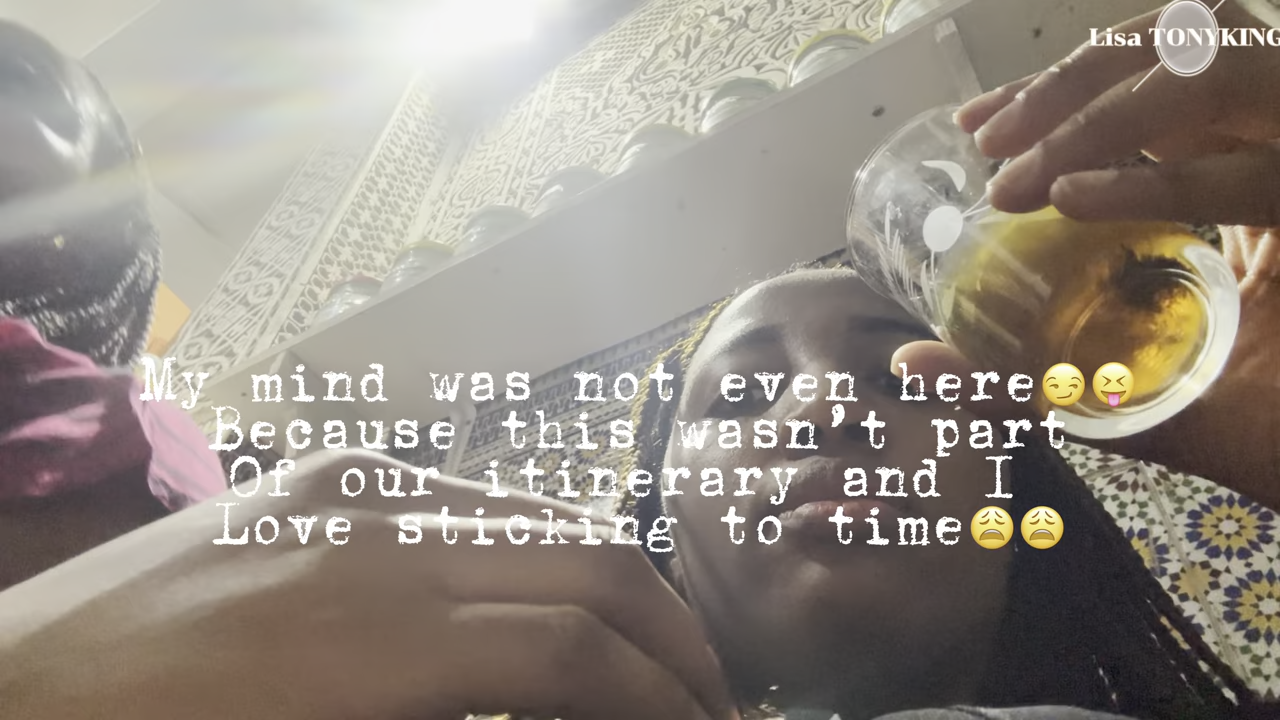 Lisa TONYKING
My mind was not even here😏😝
Because this wasn't part
Of our itinerary and I
Love sticking to time😩😩